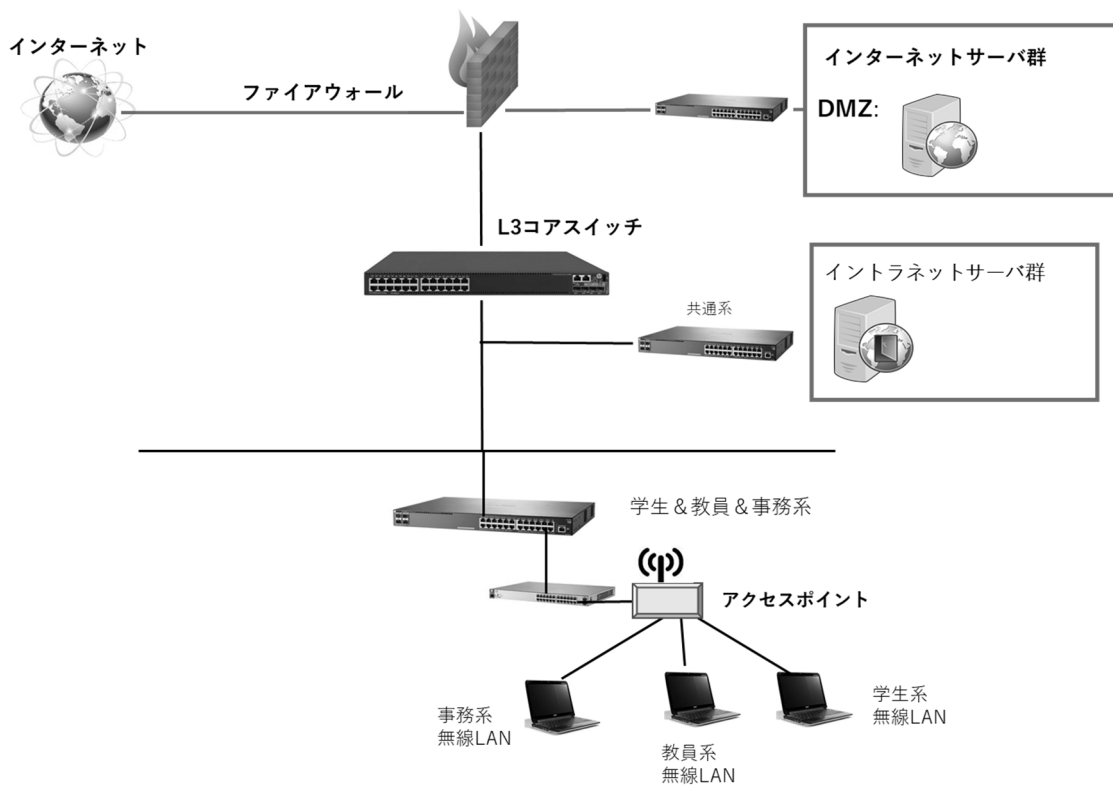 インターネット
ファイアウォール
インターネットサーバ群
DMZ:
L3コアスイッチ
イントラネットサーバ群
共通系
学生&教員&事務系
アクセスポイント
事務系
無線LAN
教員系
無線LAN
学生系
無線LAN